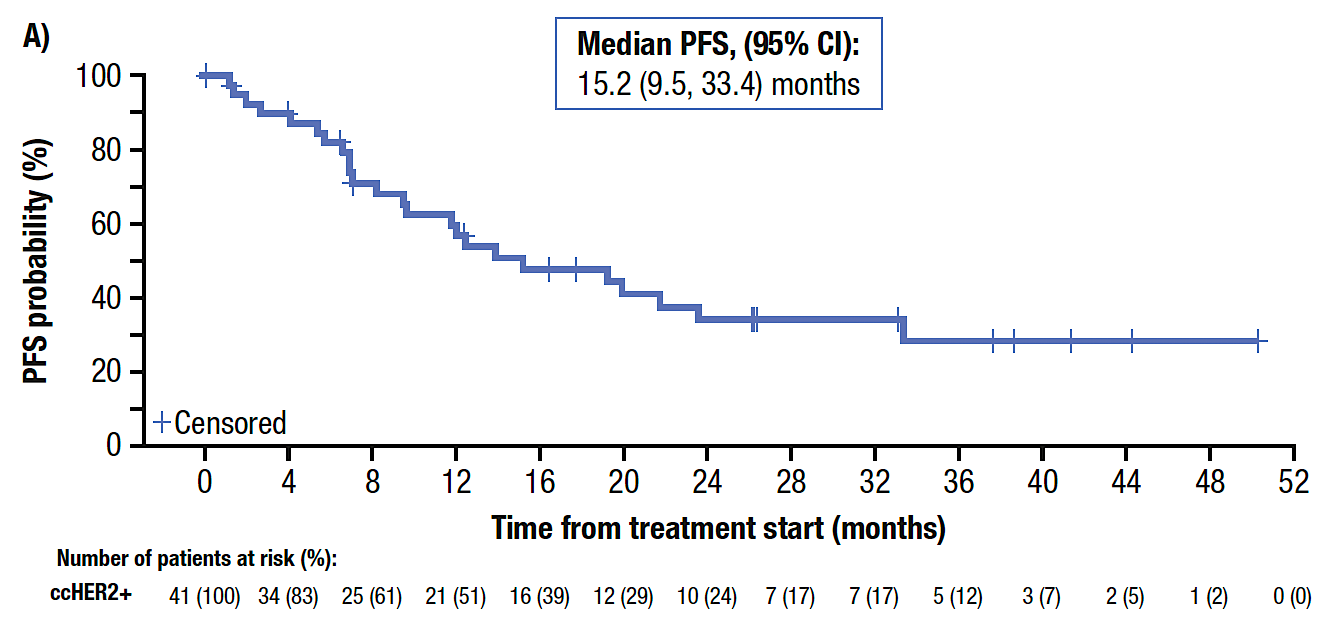 A)
Median PFS, (95% CI):
15.2 (9.5, 33.4) months
PFS probability (%)
100
80
60
40
20
0
Censored
0 4 8 12 16 20 24 28 32 36 40 44 48 52
Time from treatment start (months)
Number of patients at risk (%):
ccHER2+ 41 (100) 34 (83) 25 (61) 21 (51) 16 (39) 12 (29) 10 (24) 7 (17) 7 (17) 5 (12) 3 (7) 2 (5) 1 (2) 0 (0)